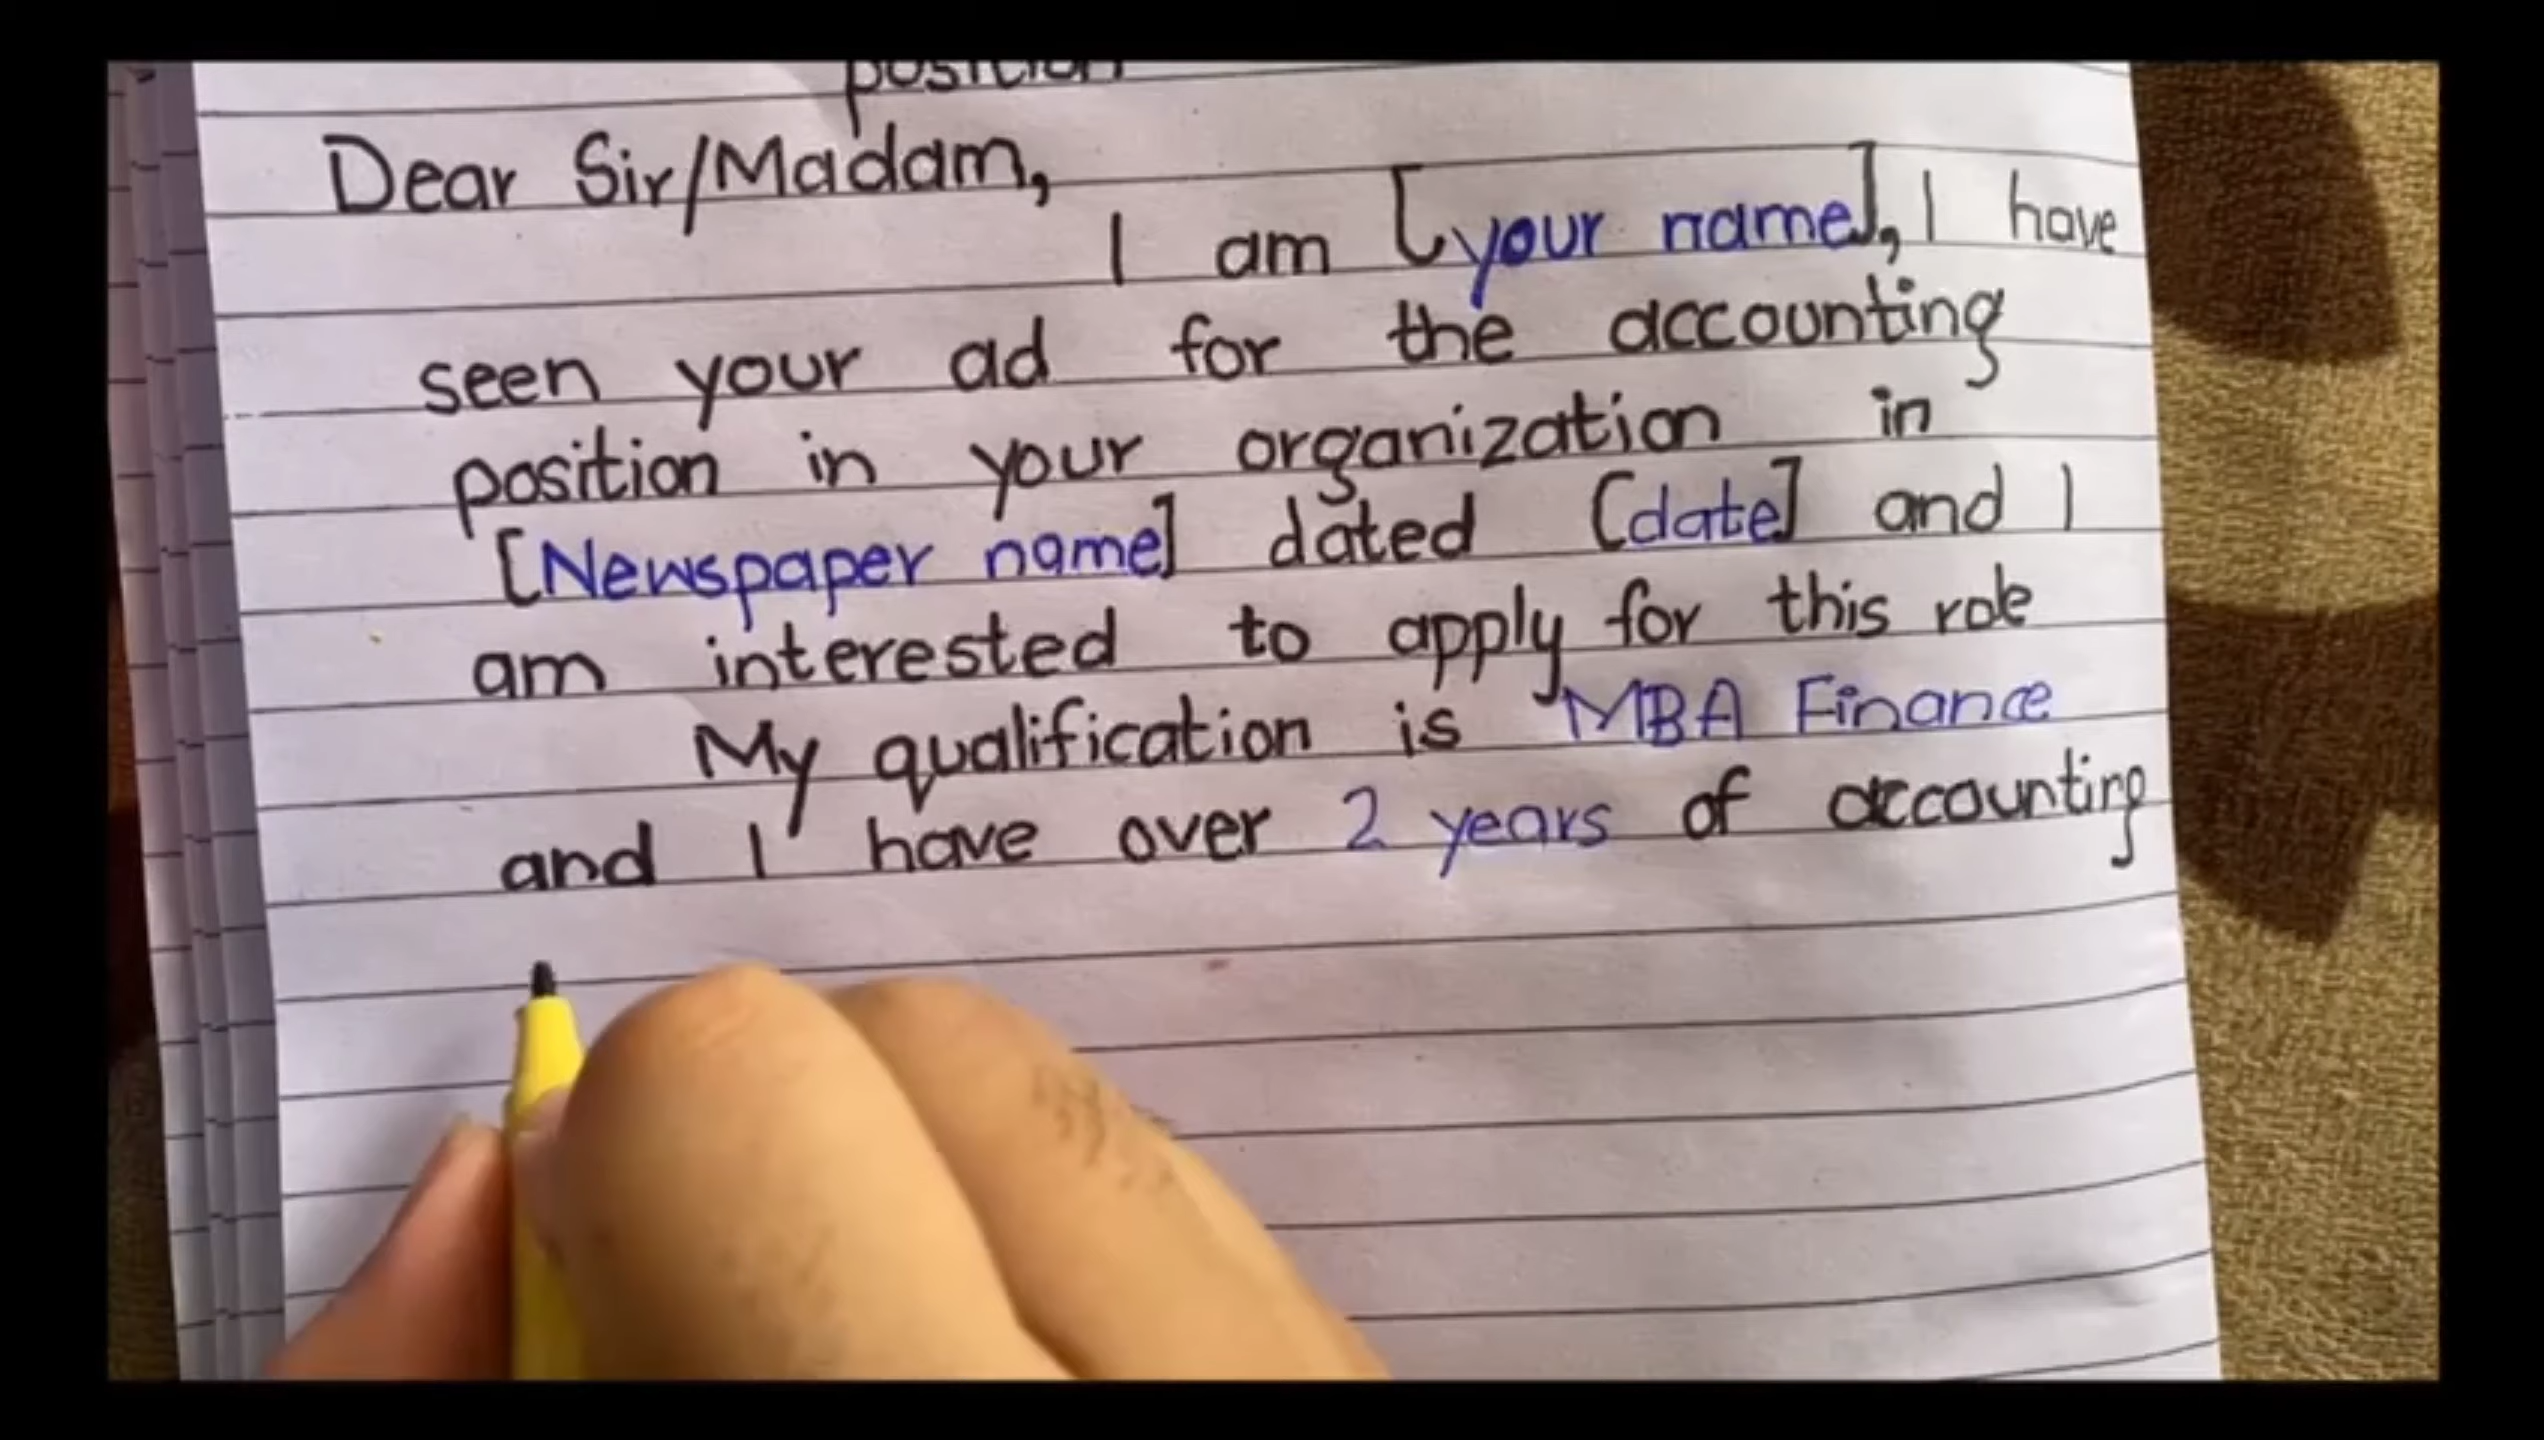 position
Dear Sir/Madam,
I am [your name], I have
seen your ad for the accounting
position in your organization in
[Newspaper name] dated [date] and I
am interested to apply for this role
My qualification is MBA Finance
and I have over 2 years of accounting